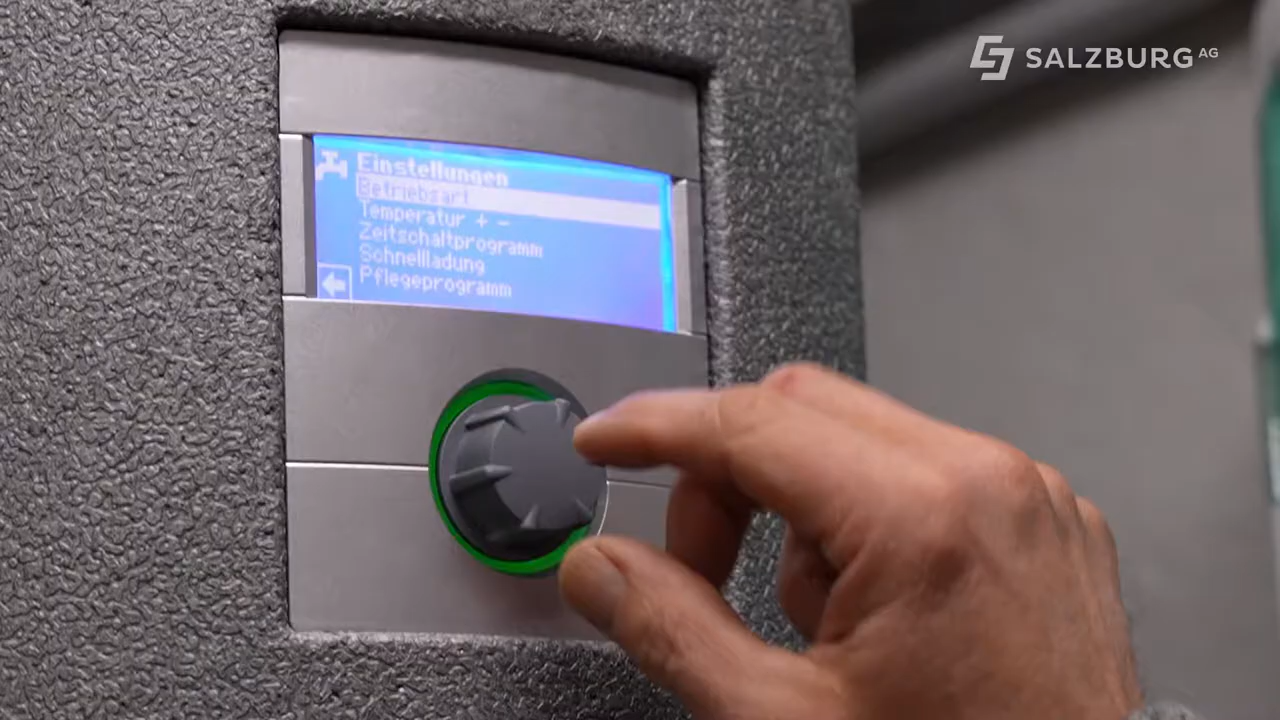 SALZBURG AG
Einstellungen
Betriebsart
Temperatur + -
Zeitschaltprogramm
Schnellladung
Pflegeprogramm